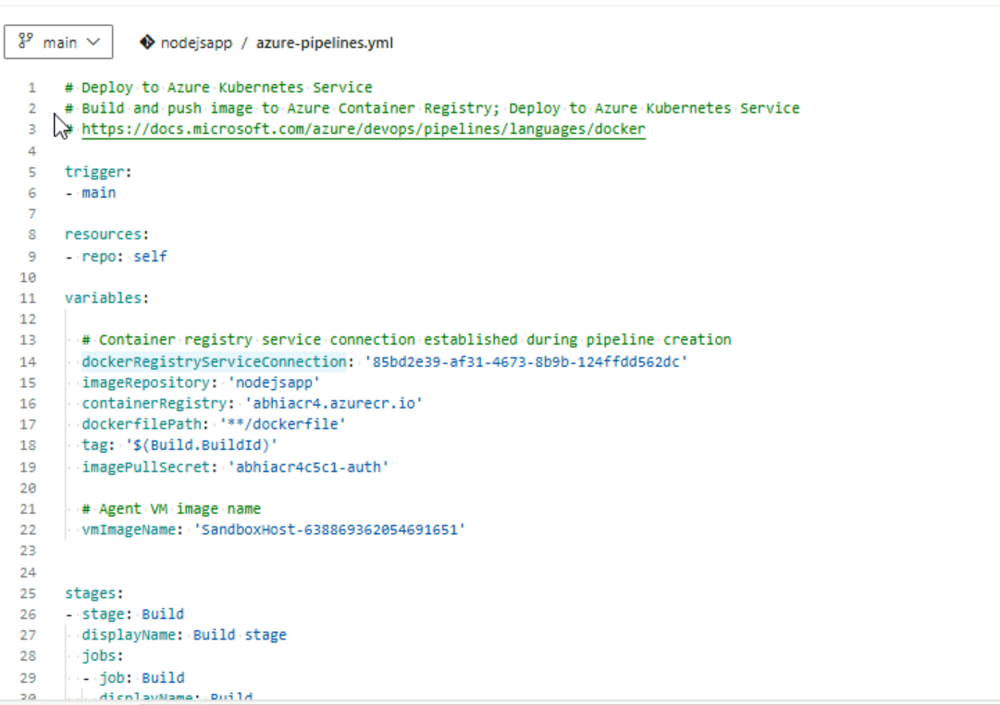 main nodejsapp / azure-pipelines.yml
1 # Deploy to Azure Kubernetes Service
2 # Build and push image to Azure Container Registry; Deploy to Azure Kubernetes Service
3 # https://docs.microsoft.com/azure/devops/pipelines/languages/docker
4
5 trigger:
6 - main
7
8 resources:
9 - repo: self
10
11 variables:
12
13 # Container registry service connection established during pipeline creation
14 dockerRegistryServiceConnection: '85bd2e39-af31-4673-8b9b-124ffdd562dc'
15 imageRepository: 'nodejsapp'
16 containerRegistry: 'abhiacr4.azurecr.io'
17 dockerfilePath: '**/dockerfile'
18 tag: '$(Build.BuildId)'
19 imagePullSecret: 'abhiacr4c5c1-auth'
20
21 # Agent VM image name
22 vmImageName: 'SandboxHost-638869362054691651'
23
24
25 stages:
26 - stage: Build
27 displayName: Build stage
28 jobs:
29 - job: Build
30 displayName: Build